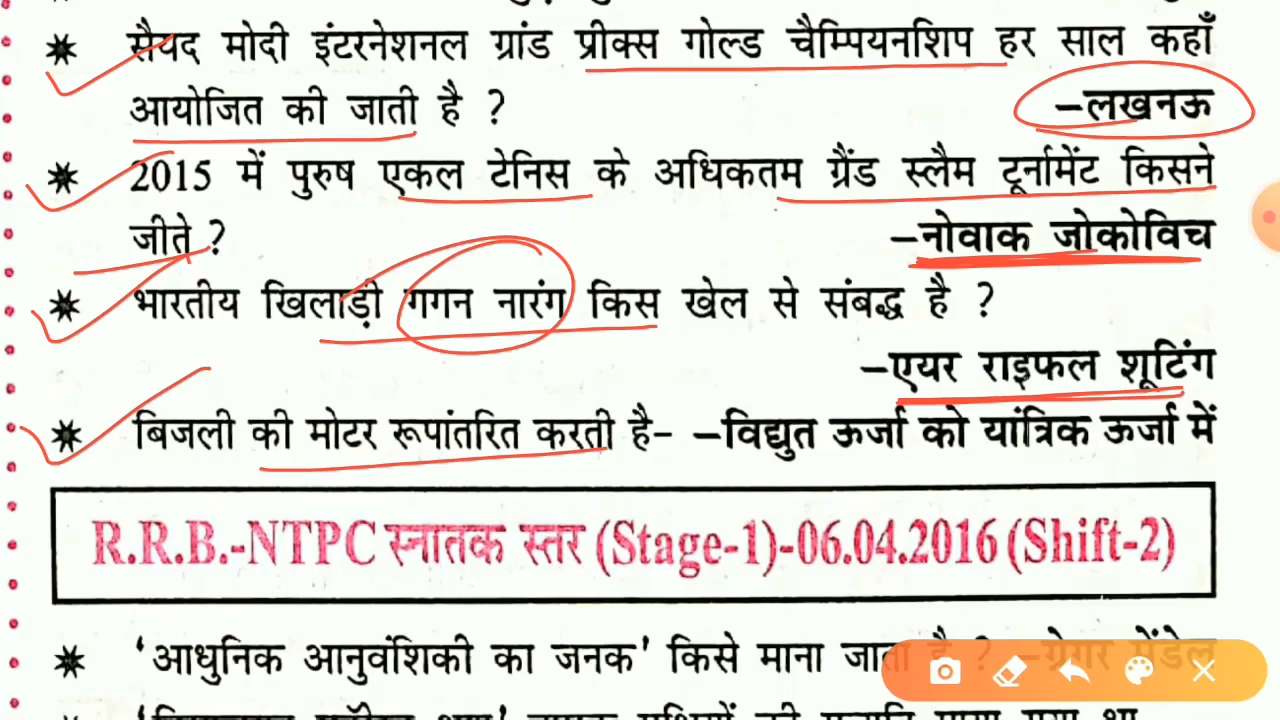 सैयद मोदी इंटरनेशनल ग्रांड प्रीक्स गोल्ड चैम्पियनशिप हर साल कहाँ
आयोजित की जाती है ? –लखनऊ
2015 में पुरुष एकल टेनिस के अधिकतम ग्रैंड स्लैम टूर्नामेंट किसने
जीते ? –नोवाक जोकोविच
भारतीय खिलाड़ी गगन नारंग किस खेल से संबद्ध है ?
–एयर राइफल शूटिंग
बिजली की मोटर रूपांतरित करती है– –विद्युत ऊर्जा को यांत्रिक ऊर्जा में
R.R.B.-NTPC स्नातक स्तर (Stage-1)-06.04.2016 (Shift-2)
'आधुनिक आनुवंशिकी का जनक' किसे माना जाता है ? –ग्रेगर मेंडेल